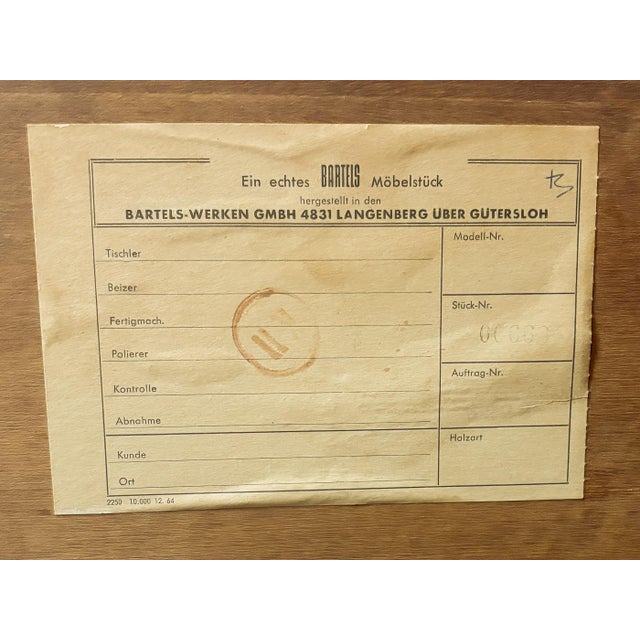 Ein echtes BARTELS Möbelstück
hergestellt in den
BARTELS-WERKEN GMBH 4831 LANGENBERG ÜBER GÜTERSLOH
Modell-Nr.
Tischler
Beizer
Stück-Nr.
Fertigmach.
Polierer
Auftrag-Nr.
Kontrolle
Abnahme
Holzart
Kunde
Ort
2250 10.000 12. 64